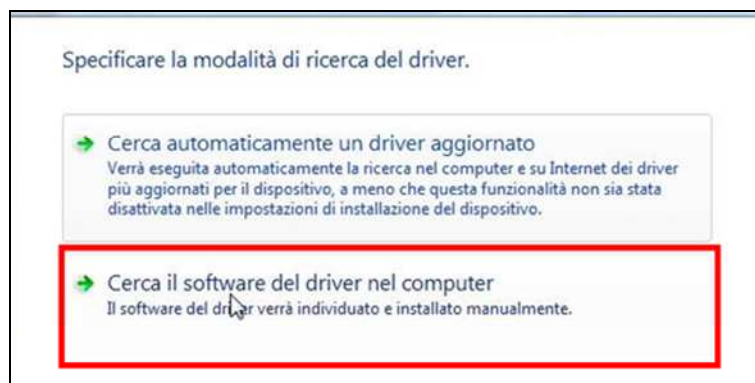 Specificare la modalità di ricerca del driver.
Cerca automaticamente un driver aggiornato
Verrà eseguita automaticamente la ricerca nel computer e su Internet dei driver
più aggiornati per il dispositivo, a meno che questa funzionalità non sia stata
disattivata nelle impostazioni di installazione del dispositivo.
Cerca il software del driver nel computer
Il software del driver verrà individuato e installato manualmente.